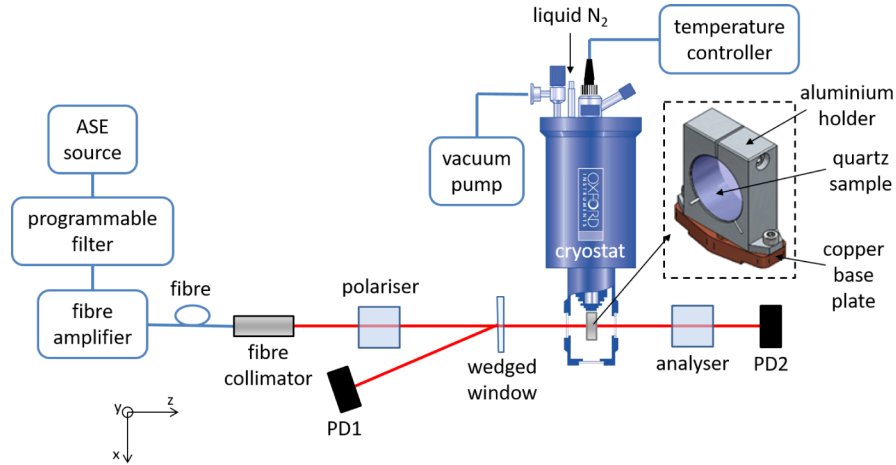 liquid N₂
temperature
controller
ASE
source
vacuum
pump
OXFORD
INSTRUMENTS
cryostat
aluminium
holder
quartz
sample
copper
base
plate
programmable
filter
fibre
amplifier
fibre
fibre
collimator
polariser
wedged
window
analyser
PD1
PD2
y
z
x